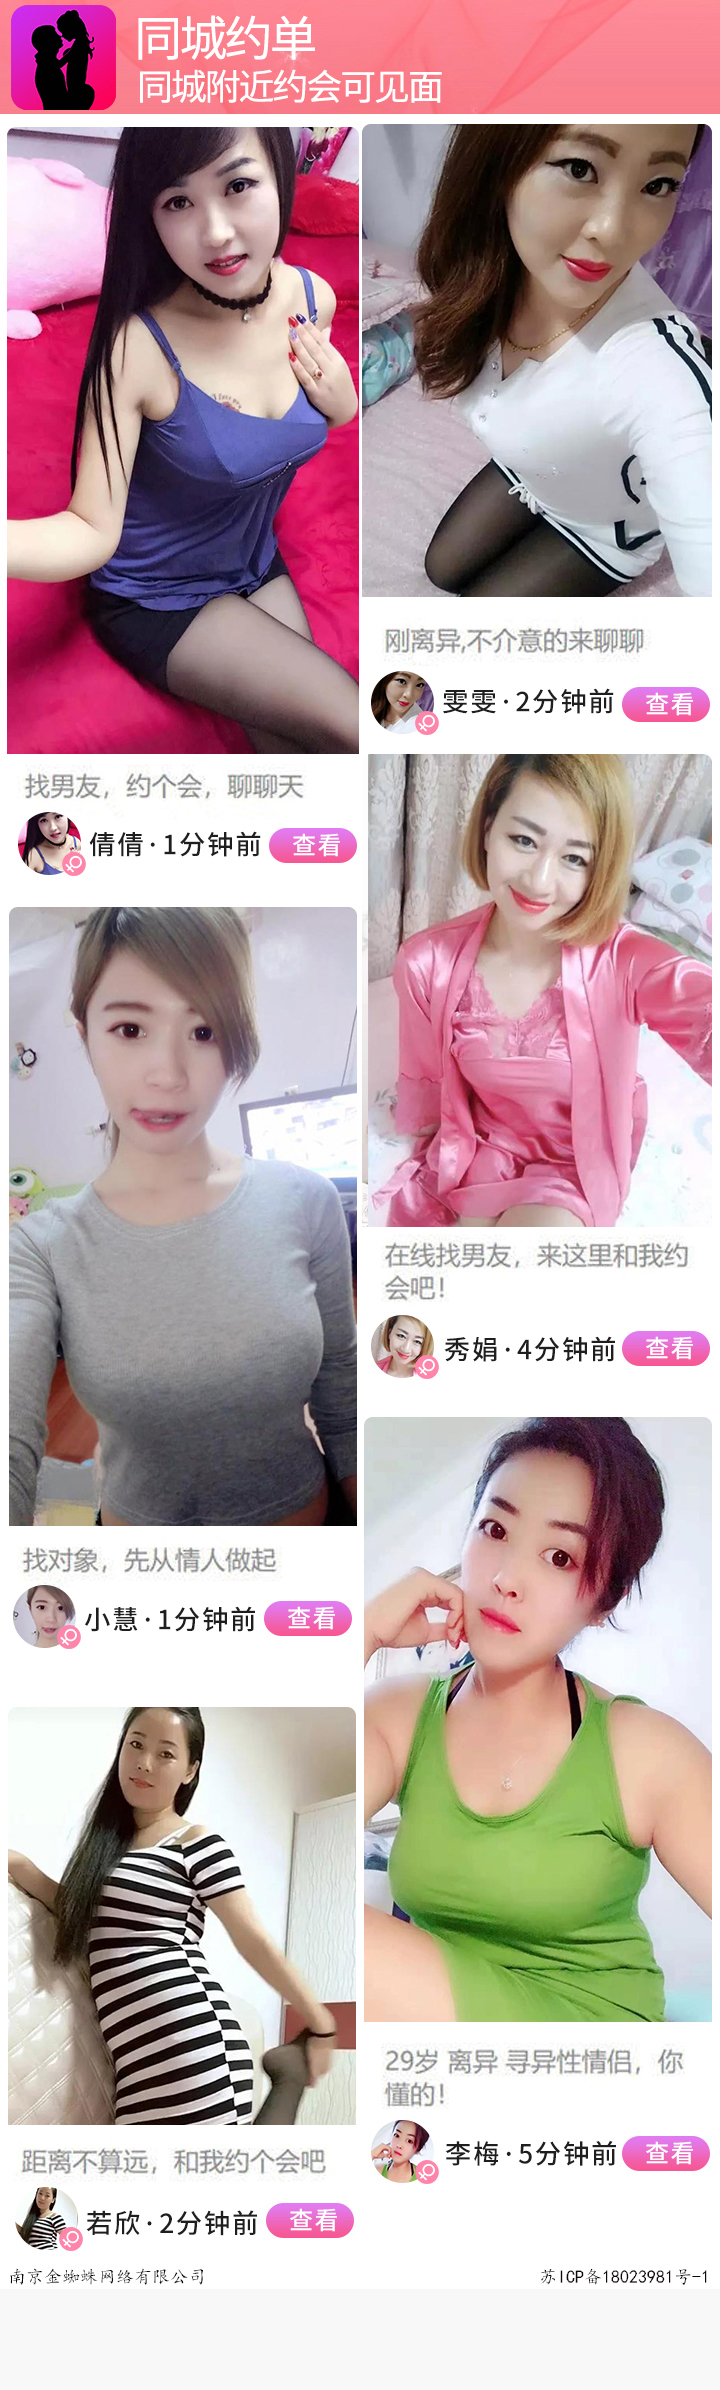 同城约单
同城附近约会可见面
找男友，约个会，聊聊天
倩倩·1分钟前
查看
刚离异,不介意的来聊聊
雯雯·2分钟前
查看
在线找男友，来这里和我约
会吧！
秀娟·4分钟前
查看
找对象，先从情人做起
小慧·1分钟前
查看
29岁 离异 寻异性情侣，你
懂的！
李梅·5分钟前
查看
距离不算远，和我约个会吧
若欣·2分钟前
查看
南京金蜘蛛网络有限公司
苏ICP备18023981号-1